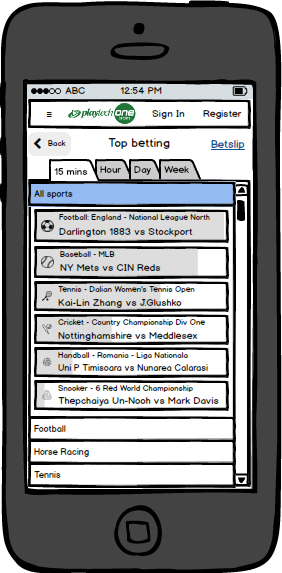 ABC 12:54 PM
≡ playtech ONE SPORT Sign In Register
Back Top betting Betslip
15 mins Hour Day Week
All sports
Football: England - National League North
Darlington 1883 vs Stockport
Baseball - MLB
NY Mets vs CIN Reds
Tennis - Dalian Women's Tennis Open
Kai-Lin Zhang vs J.Glushko
Cricket - Country Championship Div One
Nottinghamshire vs Meddlesex
Handball - Romania - Liga Nationala
Uni P Timisoara vs Nunarea Calarasi
Snooker - 6 Red World Championship
Thepchaiya Un-Nooh vs Mark Davis
Football
Horse Racing
Tennis